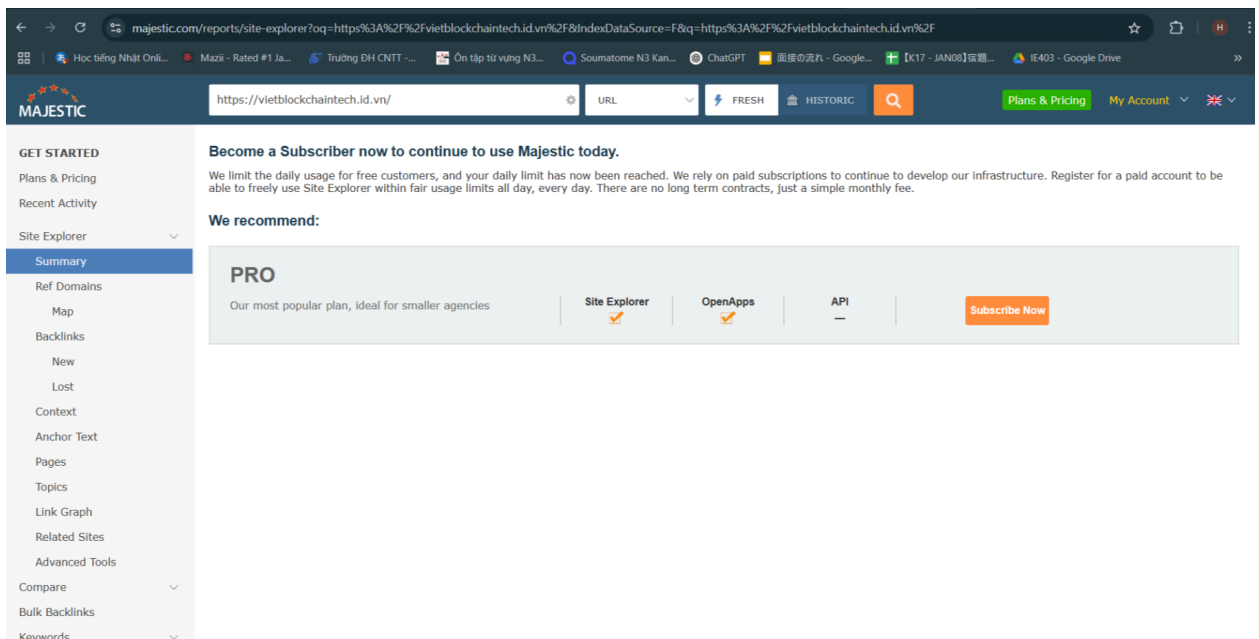 majestic.com/reports/site-explorer?oq=https%3A%2F%2Fvietblockchaintech.id.vn%2F&IndexDataSource=F&q=https%3A%2F%2Fvietblockchaintech.id.vn%2F
H
Học tiếng Nhật Onli...
Mazii - Rated #1 Ja...
Trường ĐH CNTT -...
Ôn tập từ vựng N3...
Soumatome N3 Kan...
ChatGPT
面接の流れ - Google...
【K17 - JAN08】宿題...
IE403 - Google Drive
»
MAJESTIC
https://vietblockchaintech.id.vn/
URL
FRESH
HISTORIC
Plans & Pricing
My Account
GET STARTED
Plans & Pricing
Recent Activity
Site Explorer
Summary
Ref Domains
Map
Backlinks
New
Lost
Context
Anchor Text
Pages
Topics
Link Graph
Related Sites
Advanced Tools
Compare
Bulk Backlinks
Keywords
Become a Subscriber now to continue to use Majestic today.
We limit the daily usage for free customers, and your daily limit has now been reached. We rely on paid subscriptions to continue to develop our infrastructure. Register for a paid account to be
able to freely use Site Explorer within fair usage limits all day, every day. There are no long term contracts, just a simple monthly fee.
We recommend:
PRO
Our most popular plan, ideal for smaller agencies
Site Explorer
OpenApps
API
—
Subscribe Now